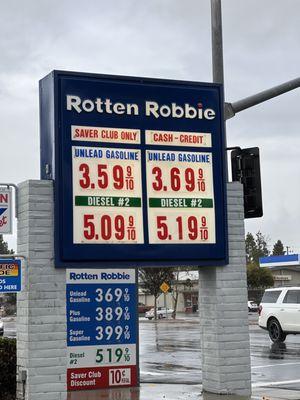 Rotten Robbie
SAVER CLUB ONLY
CASH-CREDIT
UNLEAD GASOLINE
3.59 9/10
DIESEL #2
5.09 9/10
UNLEAD GASOLINE
3.69 9/10
DIESEL #2
5.19 9/10
Rotten Robbie
Unlead Gasoline 369 9/10
Plus Gasoline 389 9/10
Super Gasoline 399 9/10
Diesel #2 519 9/10
Saver Club Discount 10¢